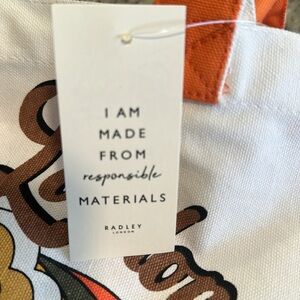 I AM
MADE
FROM
responsible
MATERIALS
RADLEY
LONDON